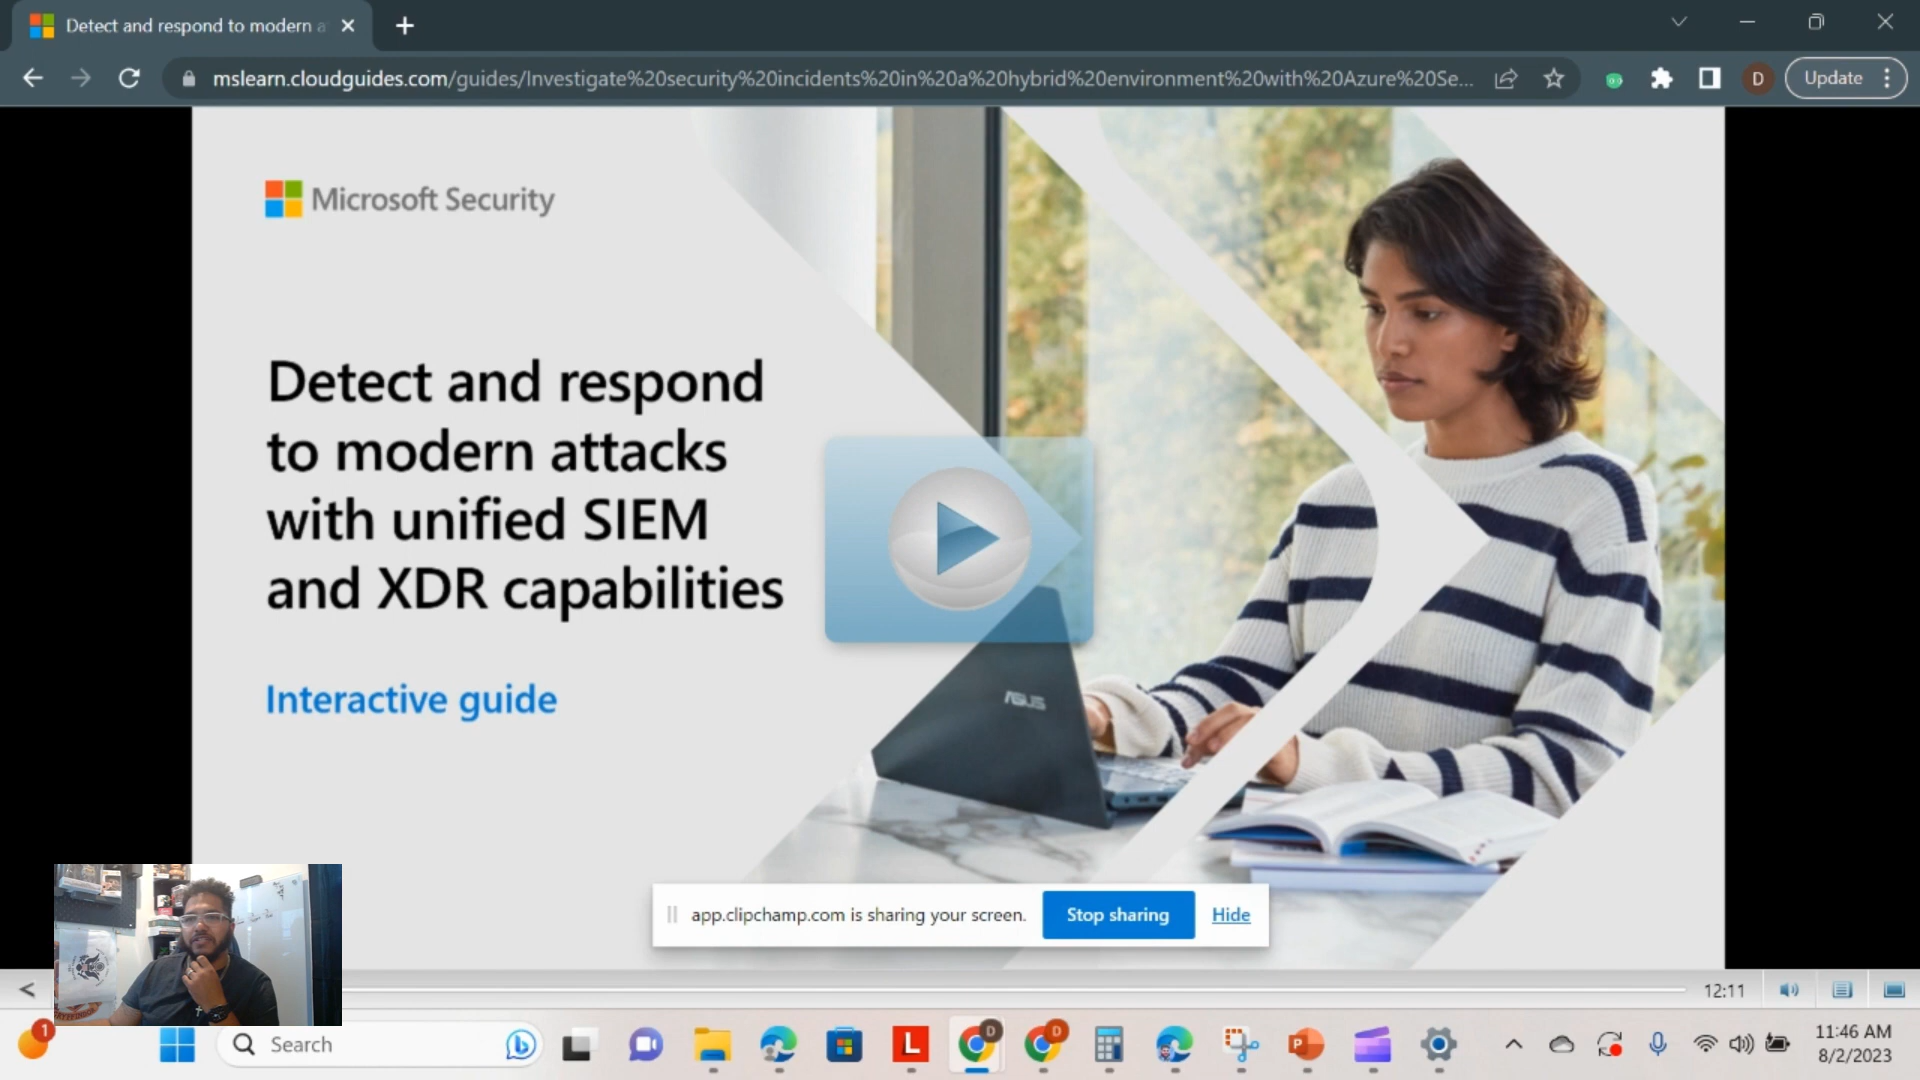 Detect and respond to modern a
mslearn.cloudguides.com/guides/Investigate%20security%20incidents%20in%20a%20hybrid%20environment%20with%20Azure%20Se...
D
Update
Microsoft Security
Detect and respond
to modern attacks
with unified SIEM
and XDR capabilities
Interactive guide
ASUS
app.clipchamp.com is sharing your screen.
Stop sharing
Hide
<
12:11
1
Search
b
L
D
D
P
11:46 AM
8/2/2023